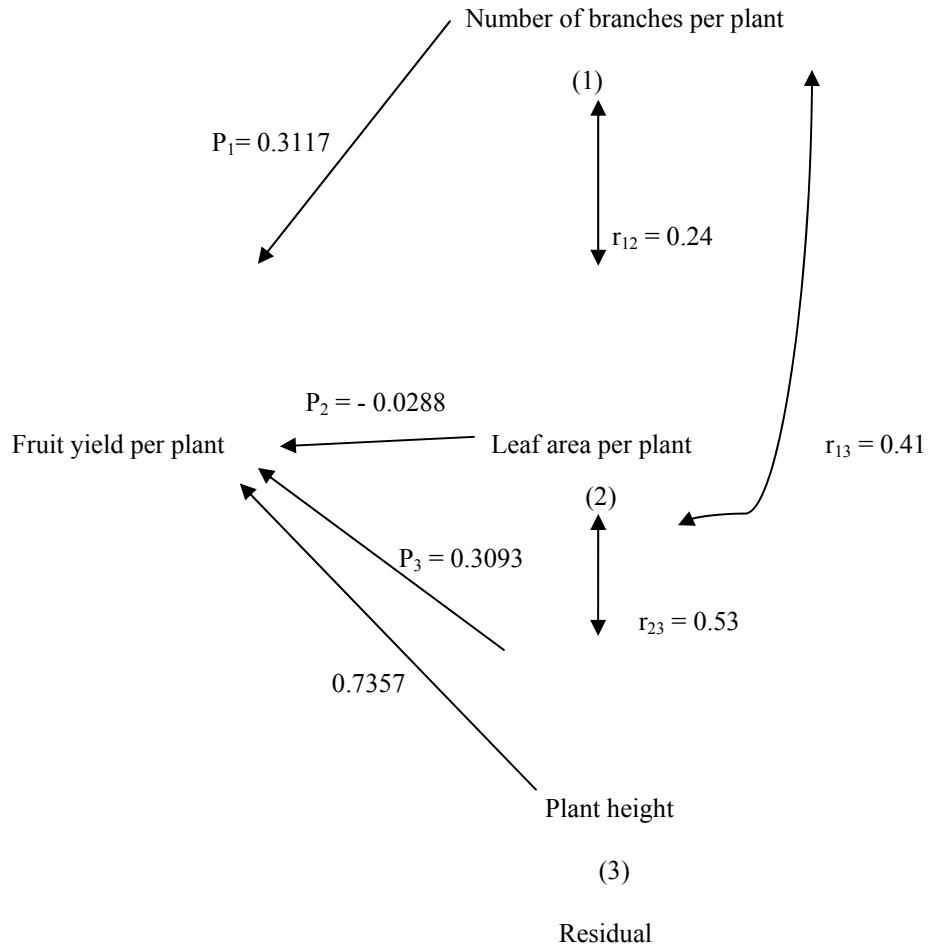 Number of branches per plant
(1)
P₁= 0.3117
r₁₂ = 0.24
P₂ = - 0.0288
Fruit yield per plant
Leaf area per plant
r₁₃ = 0.41
(2)
P₃ = 0.3093
r₂₃ = 0.53
0.7357
Plant height
(3)
Residual